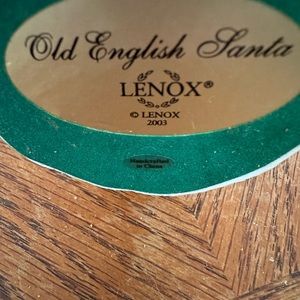 Old English Santa
LENOX®
© LENOX
2003
Handcrafted
in China